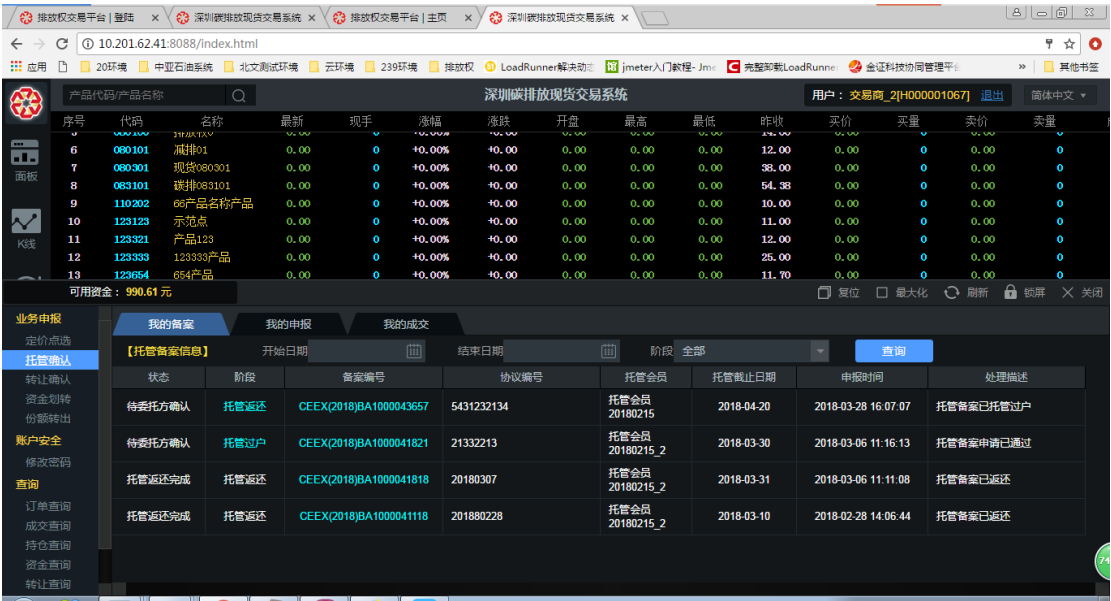 排放权交易平台 | 登陆 × 深圳碳排放现货交易系统 × 排放权交易平台 | 主页 × 深圳碳排放现货交易系统 ×
10.201.62.41:8088/index.html
应用 20环境 中亚石油系统 北交测试环境 云环境 239环境 排放权 LoadRunner解决动态 jmeter入门教程- Jme 完整卸载LoadRunne 金证科技协同管理平台 » 其他书签
产品代码/产品名称 深圳碳排放现货交易系统 用户：交易商_2[H000001067] 退出 简体中文
序号 代码 名称 最新 现手 涨幅 涨跌 开盘 最高 最低 昨收 买价 买量 卖价 卖量
6 080101 减排01 0.00 0 +0.00% +0.00 0.00 0.00 0.00 12.00 0.00 0 0.00 0
面板
7 080301 现货080301 0.00 0 +0.00% +0.00 0.00 0.00 0.00 38.00 0.00 0 0.00 0
8 083101 碳排083101 0.00 0 +0.00% +0.00 0.00 0.00 0.00 54.38 0.00 0 0.00 0
9 110202 66产品名称产品 0.00 0 +0.00% +0.00 0.00 0.00 0.00 10.00 0.00 0 0.00 0
10 123123 示范点 0.00 0 +0.00% +0.00 0.00 0.00 0.00 11.00 0.00 0 0.00 0
K线
11 123321 产品123 0.00 0 +0.00% +0.00 0.00 0.00 0.00 12.00 0.00 0 0.00 0
12 123333 123333产品 0.00 0 +0.00% +0.00 0.00 0.00 0.00 25.00 0.00 0 0.00 0
13 123654 654产品 0.00 0 +0.00% +0.00 0.00 0.00 0.00 11.70 0.00 0 0.00 0
可用资金：990.61 元 复位 最大化 刷新 锁屏 关闭
业务申报
定价点选
托管确认
转让确认
资金划转
份额转出
账户安全
修改密码
查询
订单查询
成交查询
持仓查询
资金查询
转让查询
我的备案 我的申报 我的成交
【托管备案信息】 开始日期 结束日期 阶段 全部 查询
状态 阶段 备案编号 协议编号 托管会员 托管截止日期 申报时间 处理描述
待委托方确认 托管返还 CEEX(2018)BA1000043657 5431232134 托管会员 20180215 2018-04-20 2018-03-28 16:07:07 托管备案已托管过户
待委托方确认 托管过户 CEEX(2018)BA1000041821 21332213 托管会员 20180215_2 2018-03-30 2018-03-06 11:16:13 托管备案申请已通过
托管返还完成 托管返还 CEEX(2018)BA1000041818 20180307 托管会员 20180215_2 2018-03-31 2018-03-06 11:11:08 托管备案已返还
托管返还完成 托管返还 CEEX(2018)BA1000041118 201880228 托管会员 20180215_2 2018-03-10 2018-02-28 14:06:44 托管备案已返还
74